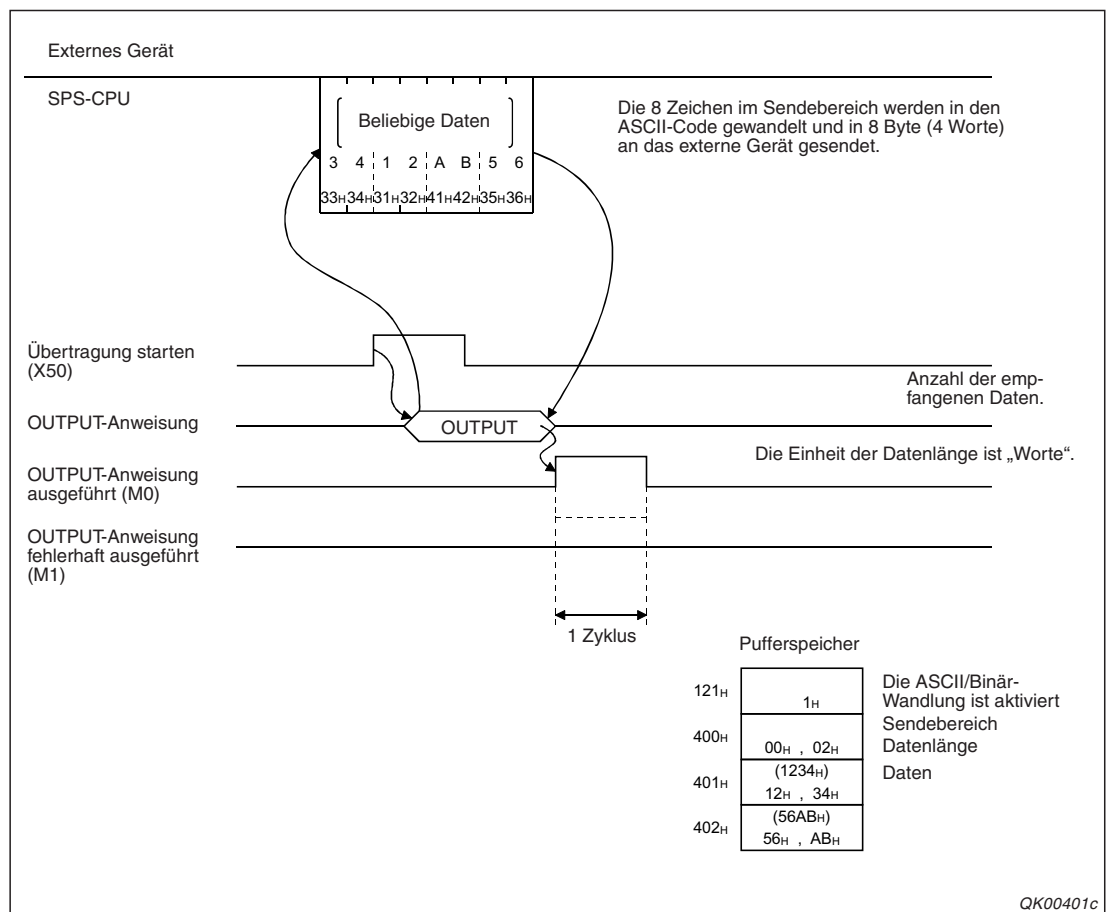 Externes Gerät
SPS-CPU
Beliebige Daten
3 4 1 2 A B 5 6
33H 34H 31H 32H 41H 42H 35H 36H
Die 8 Zeichen im Sendebereich werden in den
ASCII-Code gewandelt und in 8 Byte (4 Worte)
an das externe Gerät gesendet.
Übertragung starten
(X50)
Anzahl der emp-
fangenen Daten.
OUTPUT-Anweisung
OUTPUT
Die Einheit der Datenlänge ist „Worte“.
OUTPUT-Anweisung
ausgeführt (M0)
OUTPUT-Anweisung
fehlerhaft ausgeführt
(M1)
1 Zyklus
Pufferspeicher
121H
1H
Die ASCII/Binär-
Wandlung ist aktiviert
Sendebereich
400H
00H , 02H
Datenlänge
401H
(1234H)
12H , 34H
Daten
402H
(56ABH)
56H , ABH
QK00401c